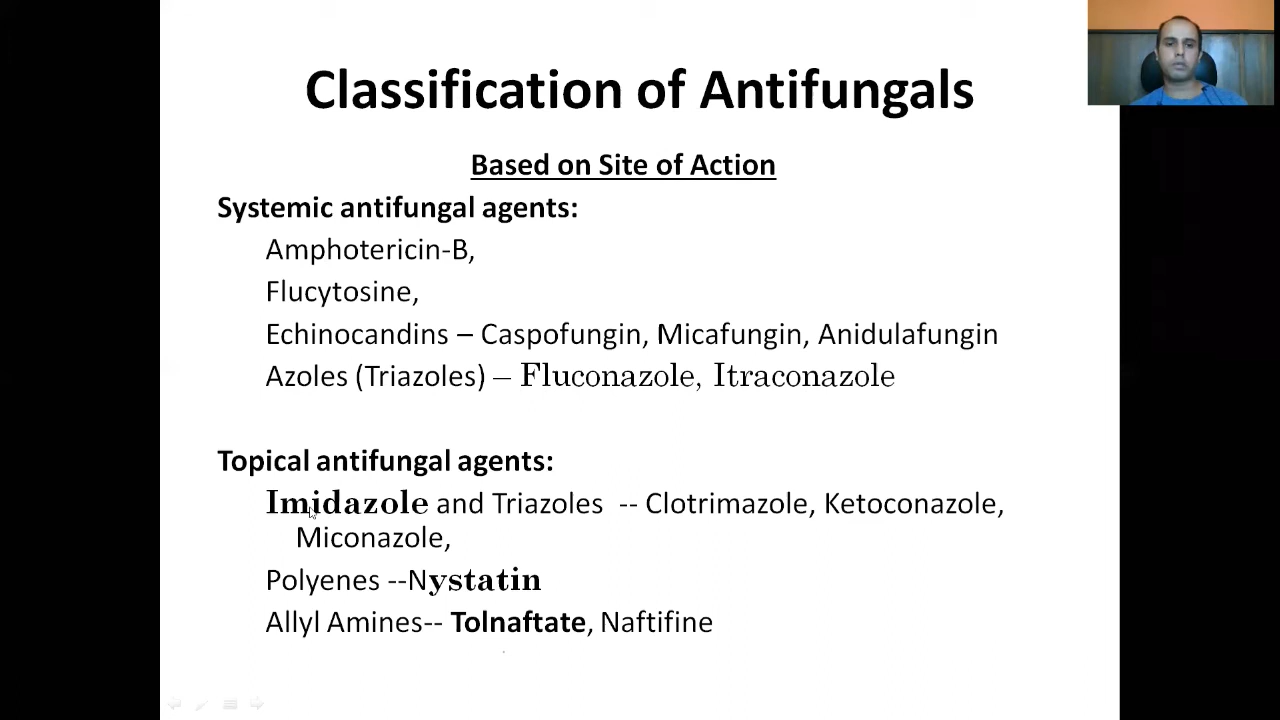 Classification of Antifungals
Based on Site of Action
Systemic antifungal agents:
Amphotericin-B,
Flucytosine,
Echinocandins – Caspofungin, Micafungin, Anidulafungin
Azoles (Triazoles) – Fluconazole, Itraconazole
Topical antifungal agents:
Imidazole and Triazoles -- Clotrimazole, Ketoconazole,
Miconazole,
Polyenes --Nystatin
Allyl Amines-- Tolnaftate, Naftifine